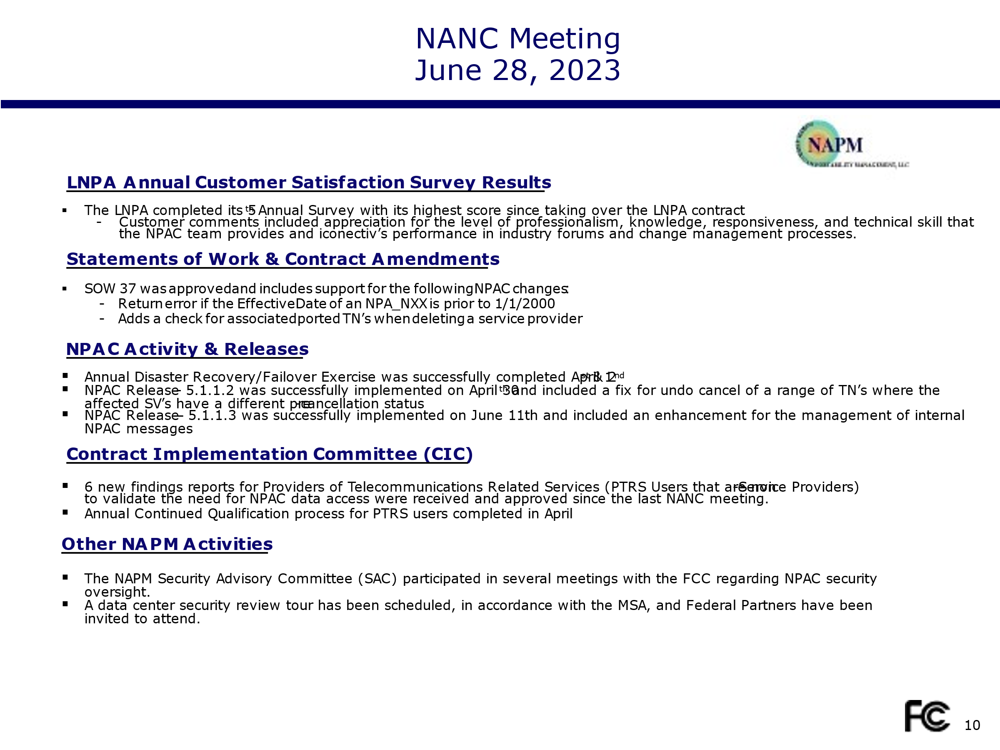 NANC Meeting
June 28, 2023
NAPM
PORTABILITY MANAGEMENT, LLC
LNPA Annual Customer Satisfaction Survey Results
▪ The LNPA completed its 5th Annual Survey with its highest score since taking over the LNPA contract
- Customer comments included appreciation for the level of professionalism, knowledge, responsiveness, and technical skill that
the NPAC team provides and iconectiv’s performance in industry forums and change management processes.
Statements of Work & Contract Amendments
▪ SOW 37 was approved and includes support for the following NPAC changes:
- Return error if the Effective Date of an NPA_NXX is prior to 1/1/2000
- Adds a check for associated ported TN’s when deleting a service provider
NPAC Activity & Releases
▪ Annual Disaster Recovery/Failover Exercise was successfully completed April 1st & 2nd
▪ NPAC Release – 5.1.1.2 was successfully implemented on April 30th and included a fix for undo cancel of a range of TN’s where the
affected SV’s have a different pre-cancellation status
▪ NPAC Release – 5.1.1.3 was successfully implemented on June 11th and included an enhancement for the management of internal
NPAC messages
Contract Implementation Committee (CIC)
▪ 6 new findings reports for Providers of Telecommunications Related Services (PTRS Users that are non-Service Providers)
to validate the need for NPAC data access were received and approved since the last NANC meeting.
▪ Annual Continued Qualification process for PTRS users completed in April
Other NAPM Activities
▪ The NAPM Security Advisory Committee (SAC) participated in several meetings with the FCC regarding NPAC security
oversight.
▪ A data center security review tour has been scheduled, in accordance with the MSA, and Federal Partners have been
invited to attend.
FCC
10